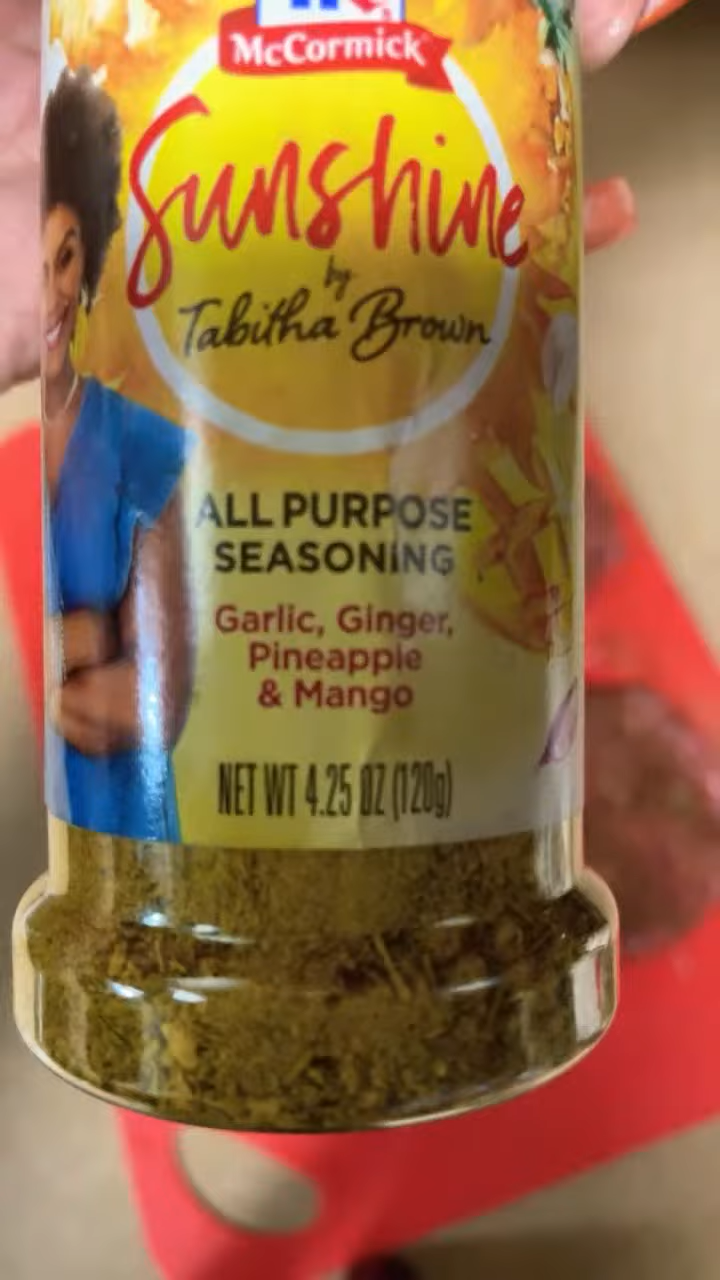 McCormick
Sunshine
by
Tabitha Brown
ALL PURPOSE
SEASONING
Garlic, Ginger,
Pineapple
& Mango
NET WT 4.25 OZ (120g)